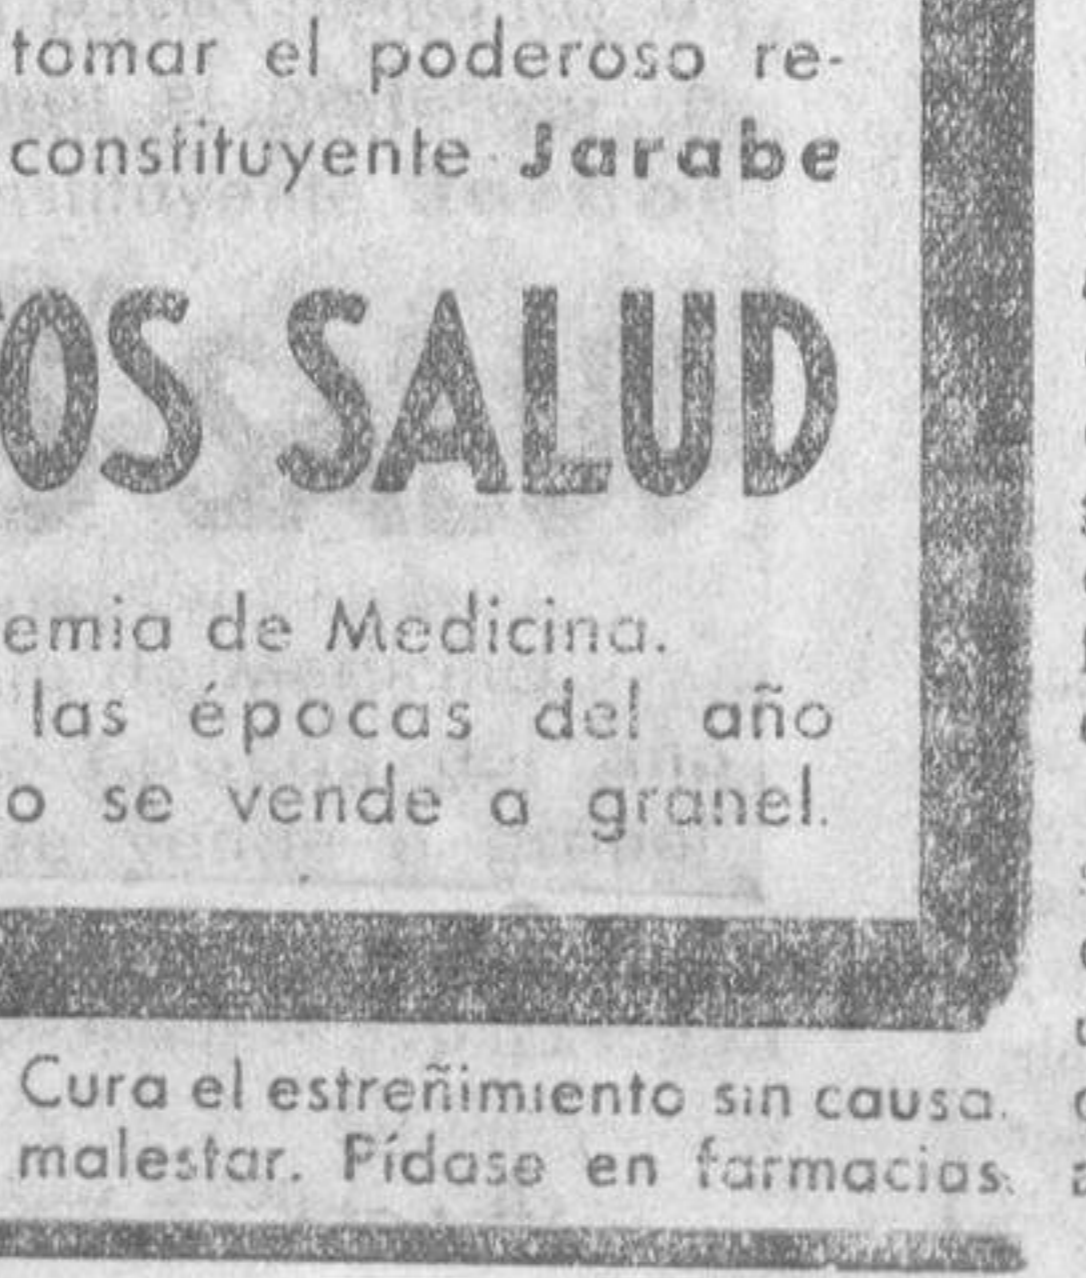 tomar el poderoso re-
constituyente Jarabe
TOS SALUD
emia de Medicina.
las épocas del año
o se vende a granel.
Cura el estreñimiento sin causa.
malestar. Pídase en farmacias.